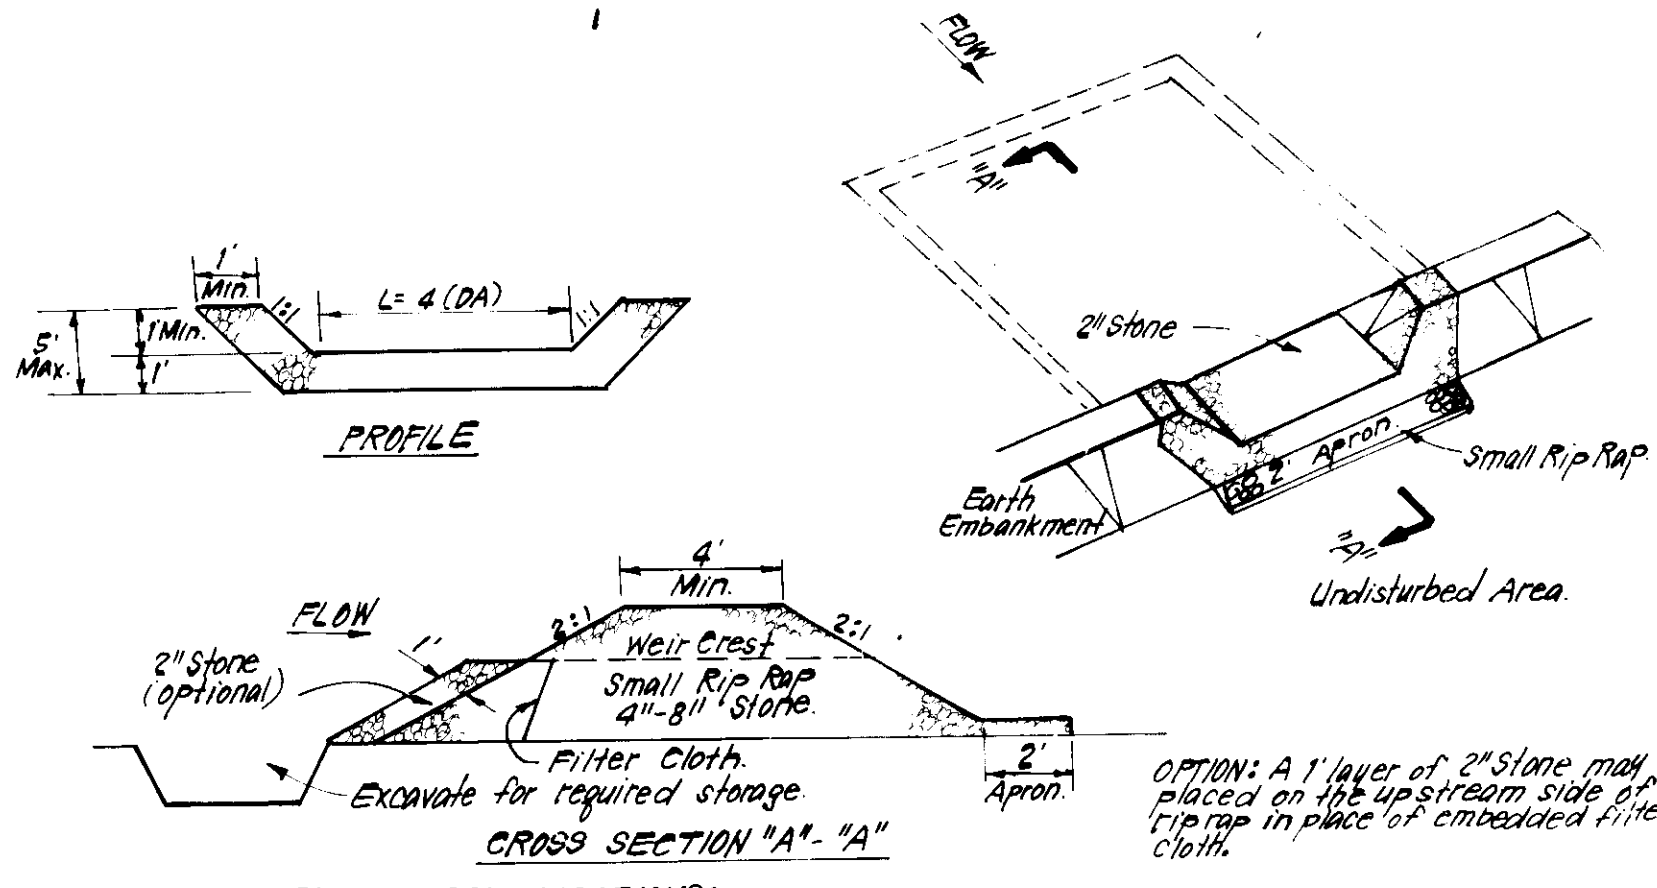 1
FLOW
"A"
1'
Min.
1:1
L= 4 (DA)
1:1
5'
Max.
1' Min.
1'
PROFILE
2" Stone
2' Apron.
Small Rip Rap.
Earth
Embankment
"A"
Undisturbed Area.
4'
Min.
FLOW
1'
2:1
2:1
2" Stone
(optional)
Weir Crest
Small Rip Rap
4"-8" Stone.
Filter Cloth.
Excavate for required storage.
2'
Apron.
CROSS SECTION "A"- "A"
OPTION: A 1' layer of 2" Stone may
placed on the upstream side of
riprap in place of embedded filte
cloth.